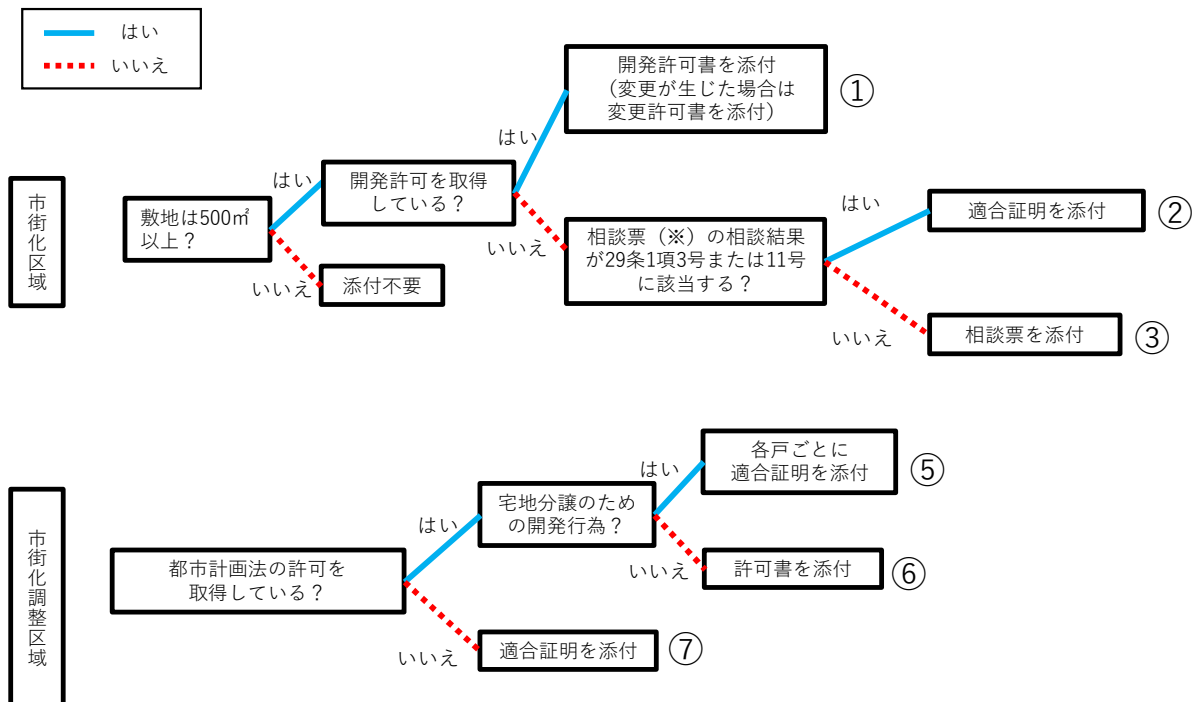 はい
いいえ
市街化区域
敷地は500㎡
以上？
はい
いいえ
開発許可を取得
している？
添付不要
はい
いいえ
開発許可書を添付
（変更が生じた場合は
変更許可書を添付）
①
相談票（※）の相談結果
が29条1項3号または11号
に該当する？
はい
いいえ
適合証明を添付
②
相談票を添付
③
市街化調整区域
都市計画法の許可を
取得している？
はい
いいえ
宅地分譲のため
の開発行為？
はい
いいえ
各戸ごとに
適合証明を添付
⑤
許可書を添付
⑥
適合証明を添付
⑦